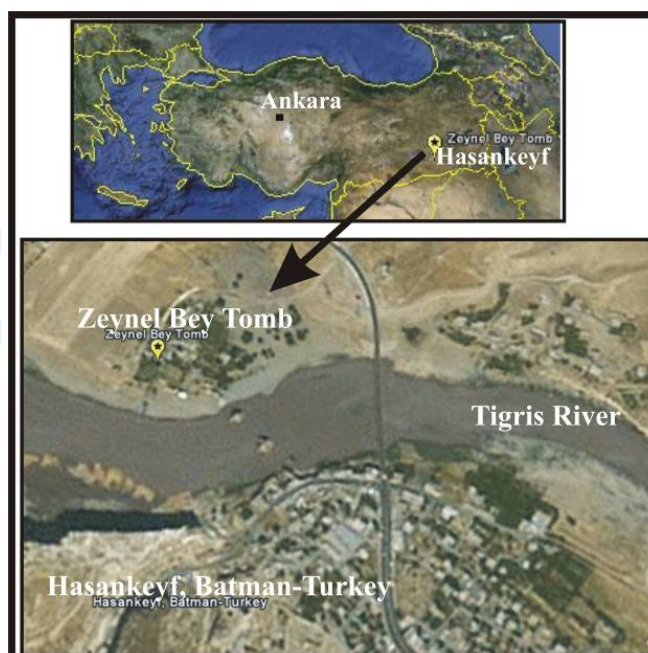 Ankara
Zeynel Bey Tomb
Hasankeyf
Zeynel Bey Tomb
Zeynel Bey Tomb
Tigris River
Hasankeyf, Batman-Turkey
Hasankeyf, Batman-Turkey